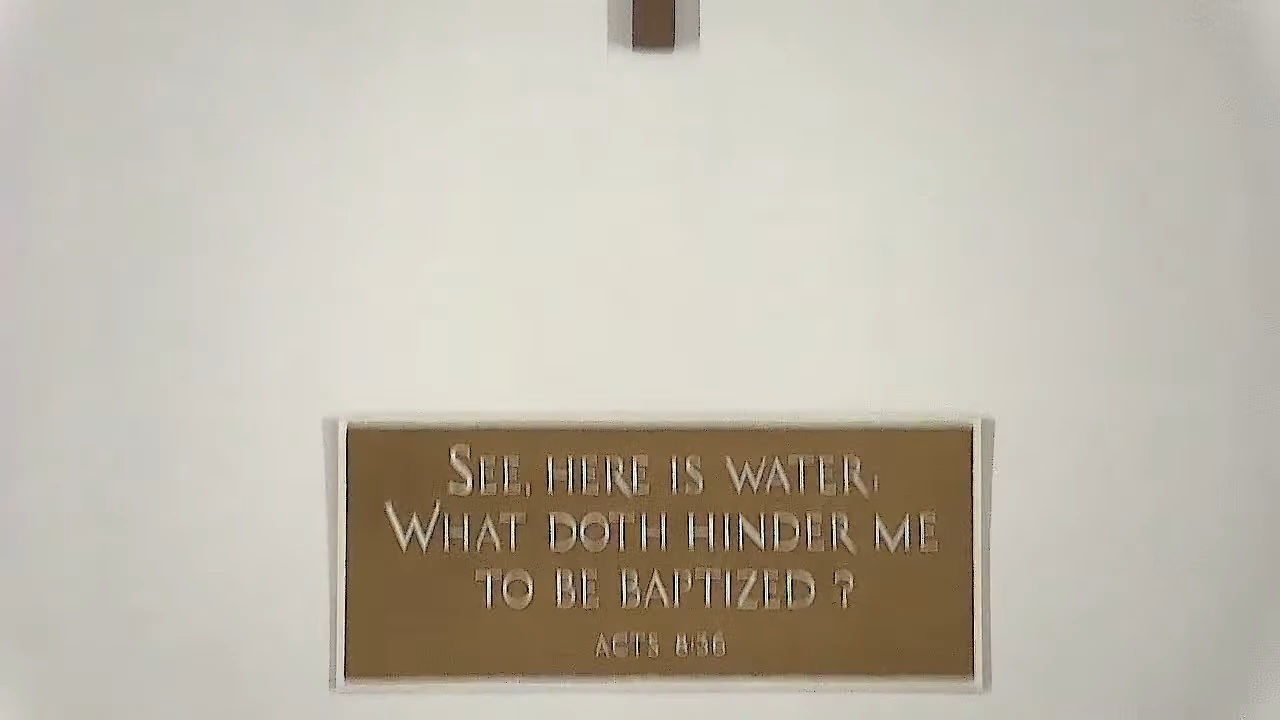 SEE, HERE IS WATER,
WHAT DOTH HINDER ME
TO BE BAPTIZED ?
ACTS 8:36